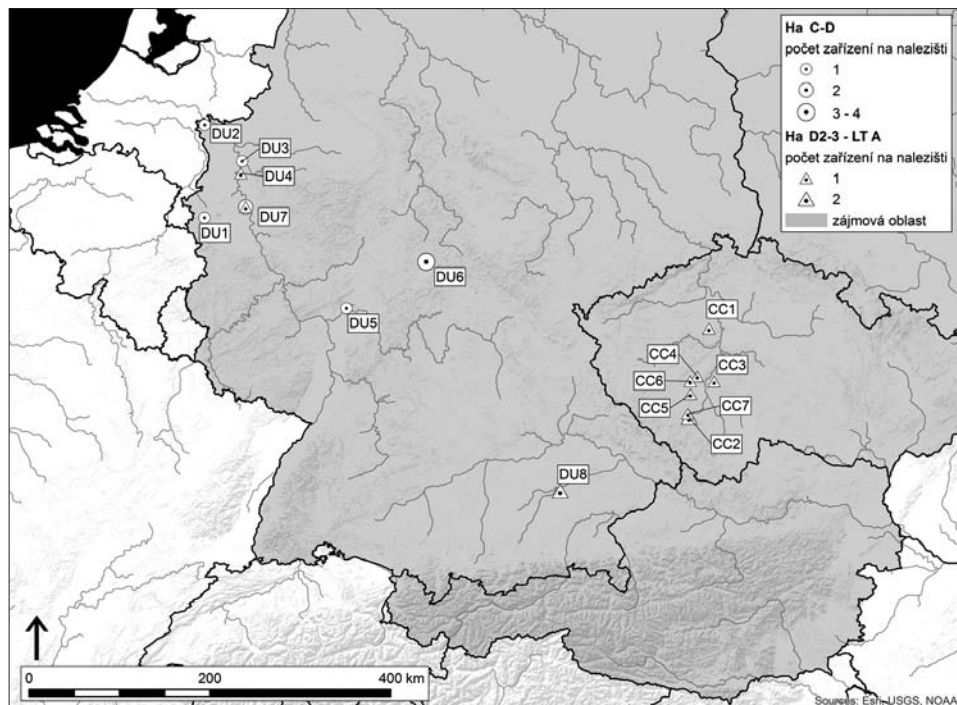 Ha C-D
počet zařízení na nalezišti
1
2
3 - 4
Ha D2-3 - LT A
počet zařízení na nalezišti
1
2
zájmová oblast
DU2
DU3
DU4
DU7
DU1
DU6
DU5
CC1
CC4
CC3
CC6
CC5
CC7
CC2
DU8
0 200 400 km
Sources: Esri, USGS, NOAA